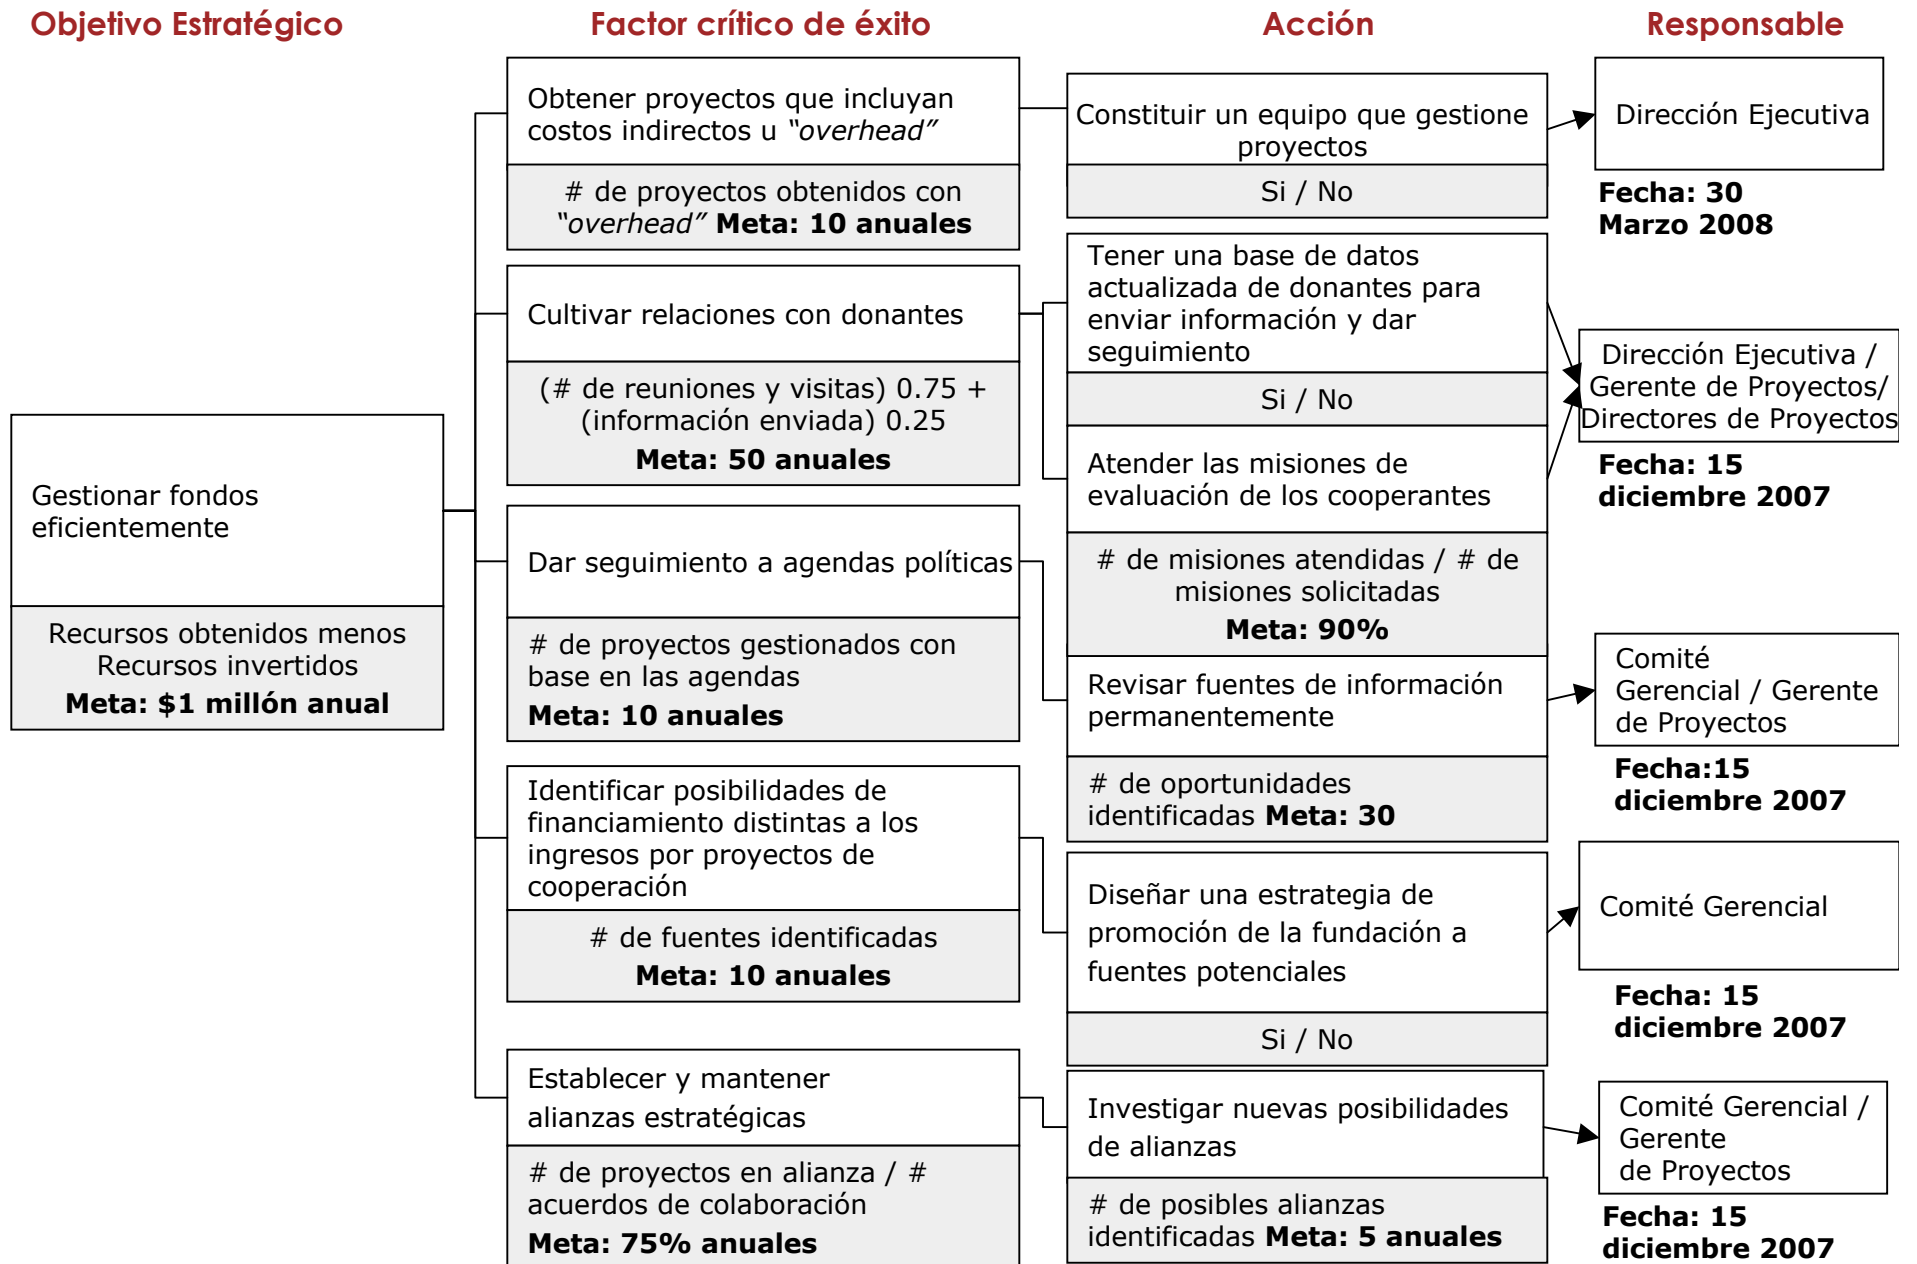 Objetivo Estratégico
Factor crítico de éxito
Acción
Responsable
Gestionar fondos
eficientemente
Recursos obtenidos menos
Recursos invertidos
Meta: $1 millón anual
Obtener proyectos que incluyan
costos indirectos u “overhead”
# de proyectos obtenidos con
“overhead” Meta: 10 anuales
Cultivar relaciones con donantes
(# de reuniones y visitas) 0.75 +
(información enviada) 0.25
Meta: 50 anuales
Dar seguimiento a agendas políticas
# de proyectos gestionados con
base en las agendas
Meta: 10 anuales
Identificar posibilidades de
financiamiento distintas a los
ingresos por proyectos de
cooperación
# de fuentes identificadas
Meta: 10 anuales
Establecer y mantener
alianzas estratégicas
# de proyectos en alianza / #
acuerdos de colaboración
Meta: 75% anuales
Constituir un equipo que gestione
proyectos
Si / No
Tener una base de datos
actualizada de donantes para
enviar información y dar
seguimiento
Si / No
Atender las misiones de
evaluación de los cooperantes
# de misiones atendidas / # de
misiones solicitadas
Meta: 90%
Revisar fuentes de información
permanentemente
# de oportunidades
identificadas Meta: 30
Diseñar una estrategia de
promoción de la fundación a
fuentes potenciales
Si / No
Investigar nuevas posibilidades
de alianzas
# de posibles alianzas
identificadas Meta: 5 anuales
Dirección Ejecutiva
Fecha: 30
Marzo 2008
Dirección Ejecutiva /
Gerente de Proyectos/
Directores de Proyectos
Fecha: 15
diciembre 2007
Comité
Gerencial / Gerente
de Proyectos
Fecha:15
diciembre 2007
Comité Gerencial
Fecha: 15
diciembre 2007
Comité Gerencial /
Gerente
de Proyectos
Fecha: 15
diciembre 2007